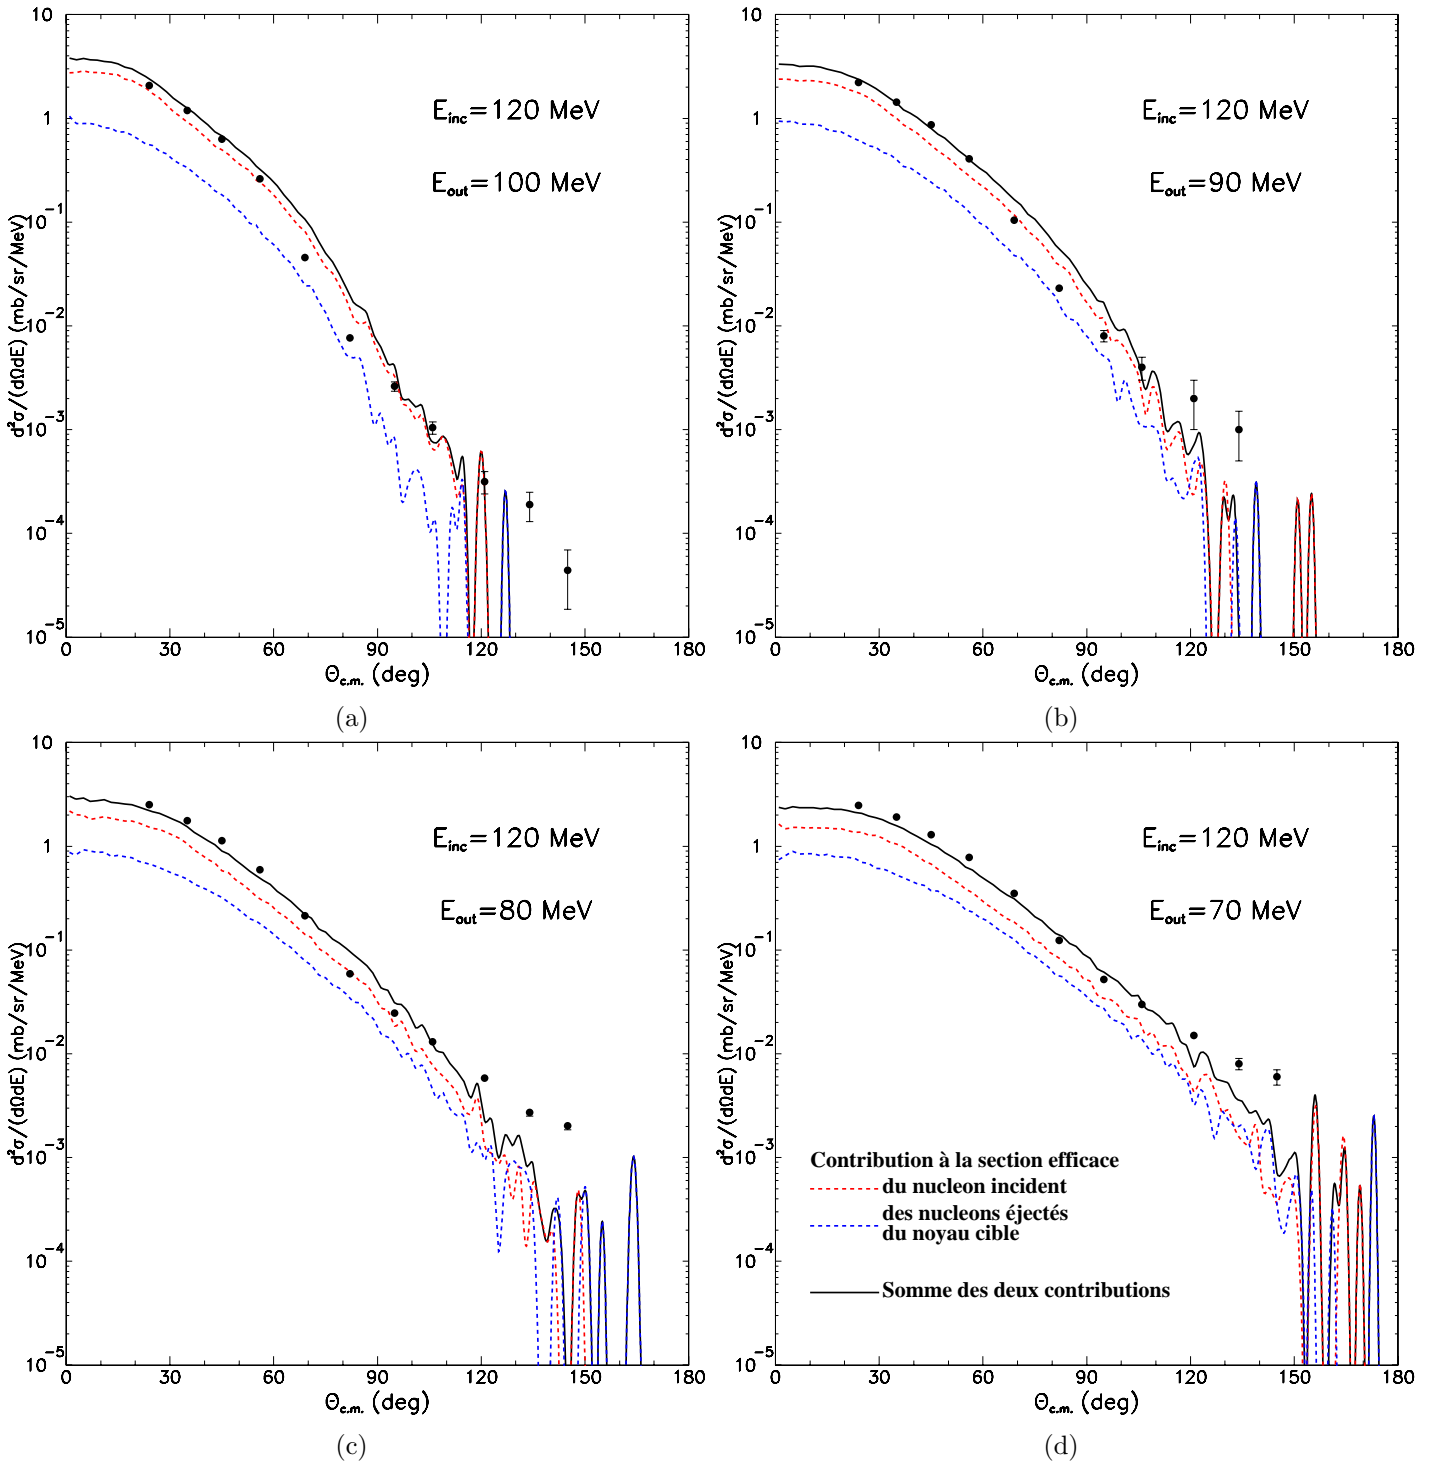 10
1
10⁻¹
10⁻²
10⁻³
10⁻⁴
10⁻⁵
d²σ/(dΩdE) (mb/sr/MeV)
E_inc=120 MeV
E_out=100 MeV
0 30 60 90 120 150 180
Θ_c.m. (deg)
(a)
10
1
10⁻¹
10⁻²
10⁻³
10⁻⁴
10⁻⁵
d²σ/(dΩdE) (mb/sr/MeV)
E_inc=120 MeV
E_out=90 MeV
0 30 60 90 120 150 180
Θ_c.m. (deg)
(b)
10
1
10⁻¹
10⁻²
10⁻³
10⁻⁴
10⁻⁵
d²σ/(dΩdE) (mb/sr/MeV)
E_inc=120 MeV
E_out=80 MeV
0 30 60 90 120 150 180
Θ_c.m. (deg)
(c)
10
1
10⁻¹
10⁻²
10⁻³
10⁻⁴
10⁻⁵
d²σ/(dΩdE) (mb/sr/MeV)
E_inc=120 MeV
E_out=70 MeV
Contribution à la section efficace
du nucleon incident
des nucleons éjectés
du noyau cible
Somme des deux contributions
0 30 60 90 120 150 180
Θ_c.m. (deg)
(d)